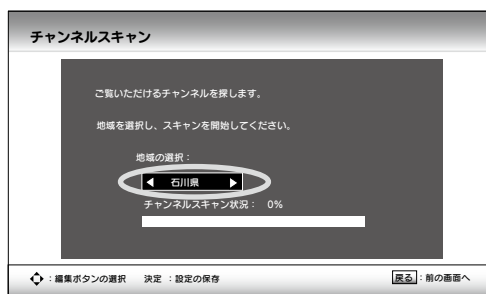 チャンネルスキャン
ご覧いただけるチャンネルを探します。
地域を選択し、スキャンを開始してください。
地域の選択：
石川県
チャンネルスキャン状況： 0%
：編集ボタンの選択 決定 ：設定の保存 戻る：前の画面へ